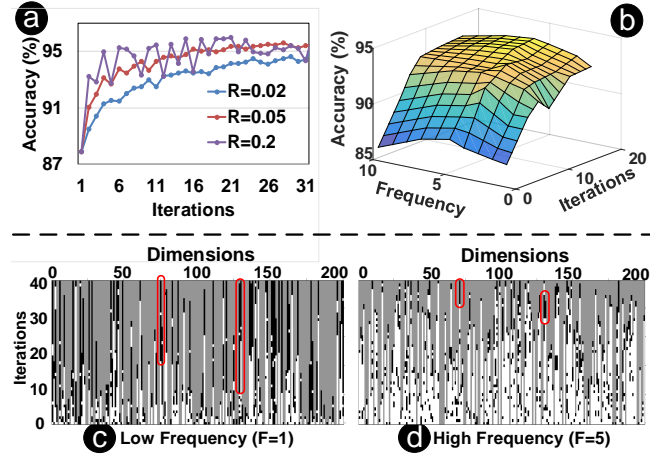 a
Accuracy (%)
95
91
87
1 6 11 16 21 26 31
Iterations
R=0.02
R=0.05
R=0.2
b
Accuracy (%)
95
90
85
10 5 0
Frequency
0 10 20
Iterations
Dimensions
0 50 100 150 200
Iterations
40
30
20
10
0
c Low Frequency (F=1)
Dimensions
0 50 100 150 200
d High Frequency (F=5)